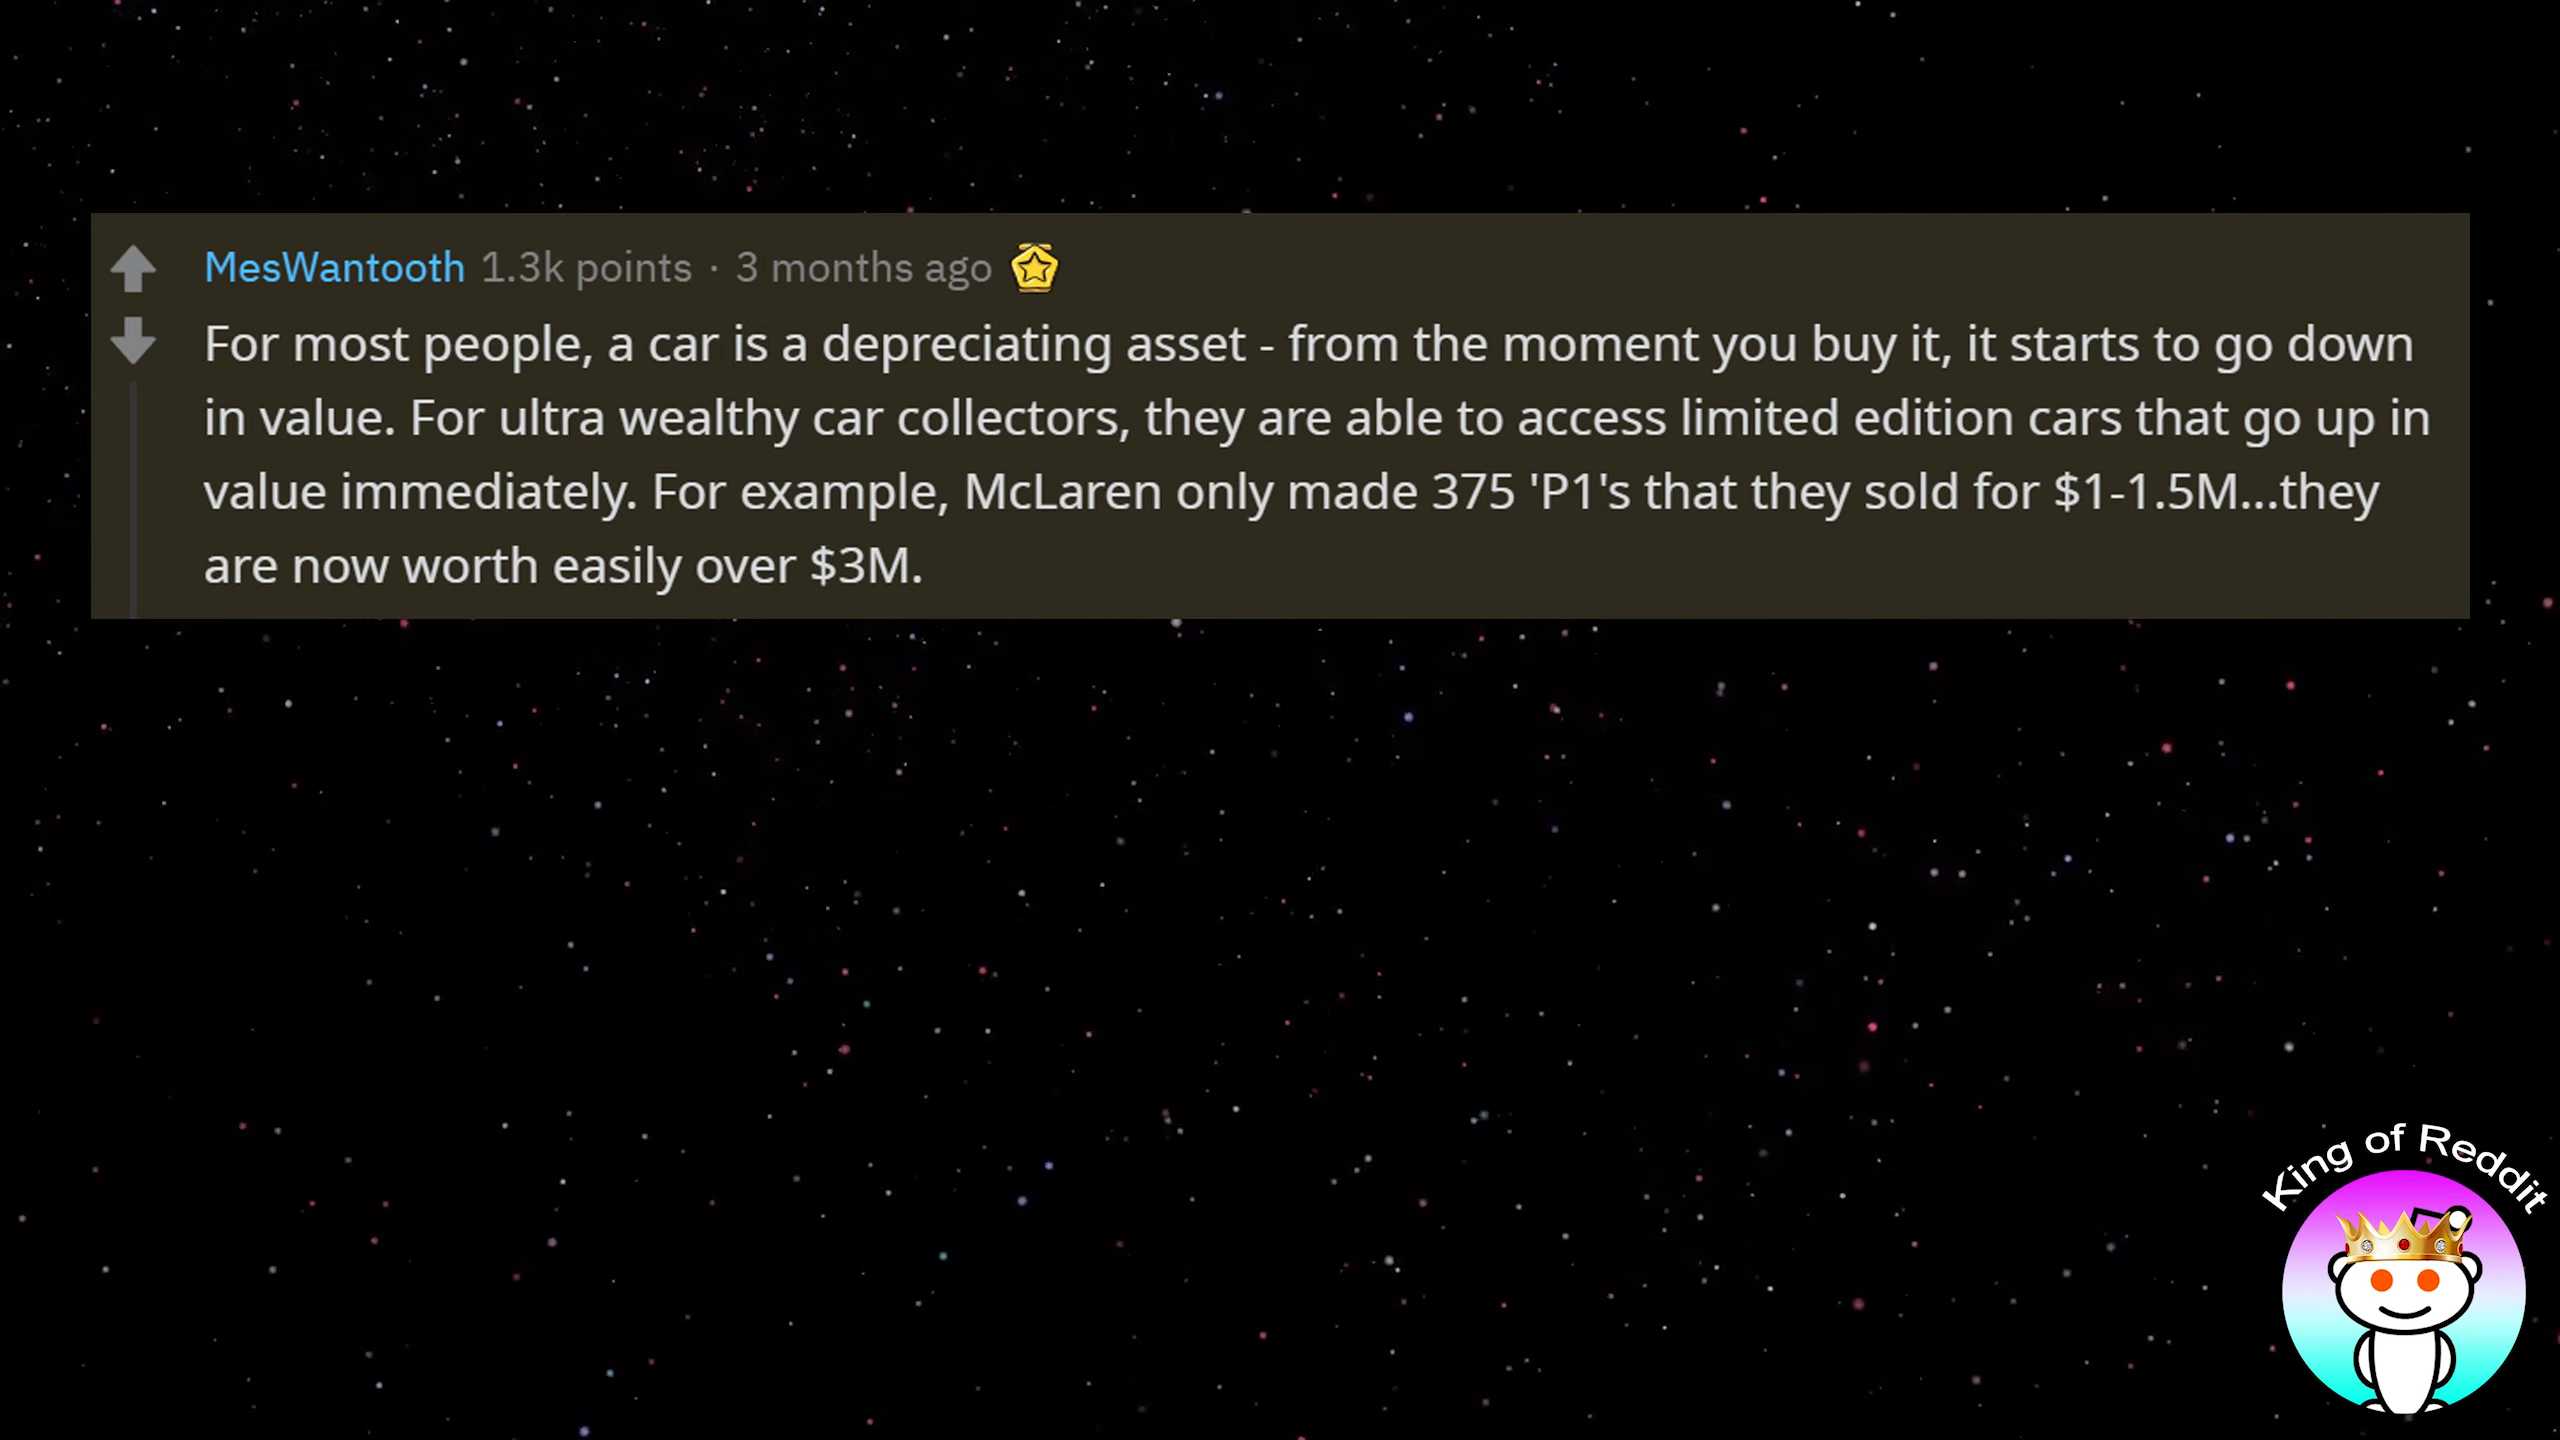 MesWantooth 1.3k points · 3 months ago
For most people, a car is a depreciating asset - from the moment you buy it, it starts to go down
in value. For ultra wealthy car collectors, they are able to access limited edition cars that go up in
value immediately. For example, McLaren only made 375 'P1's that they sold for $1-1.5M...they
are now worth easily over $3M.
King of Reddit